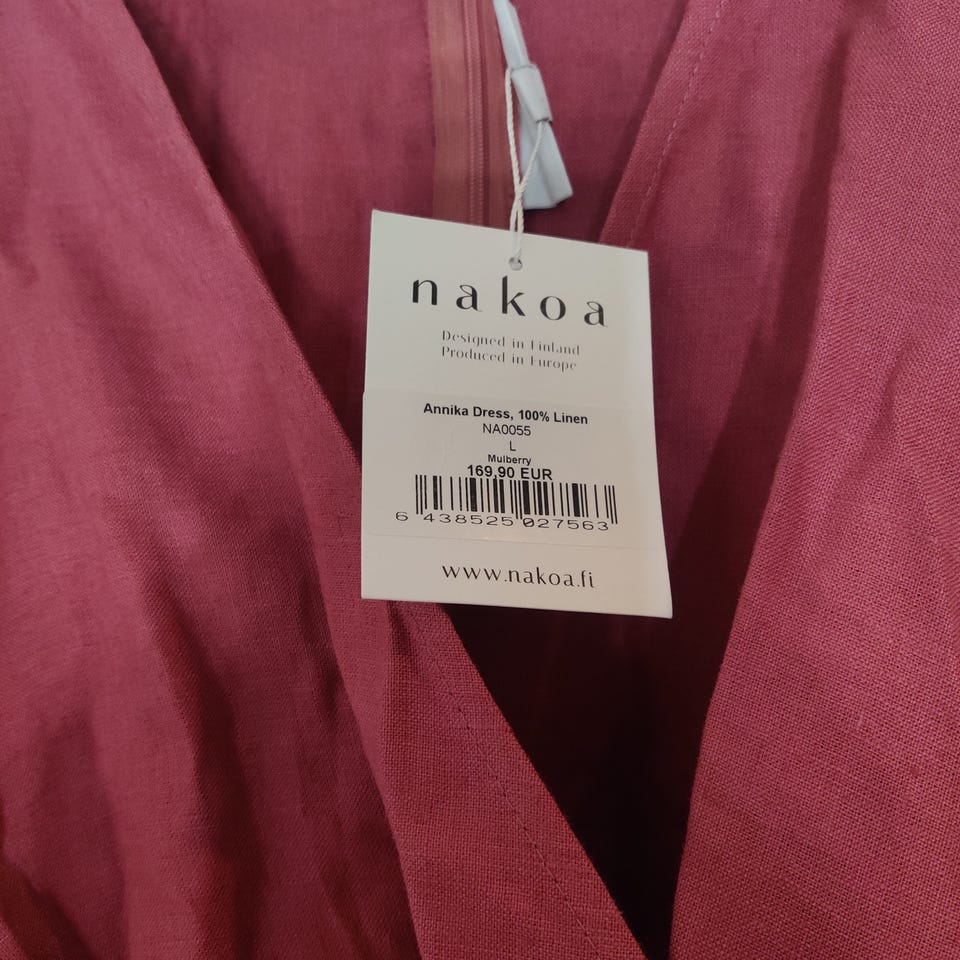 nakoa
Designed in Finland
Produced in Europe
Annika Dress, 100% Linen
NA0055
L
Mulberry
169,90 EUR
6 438525 027563
www.nakoa.fi